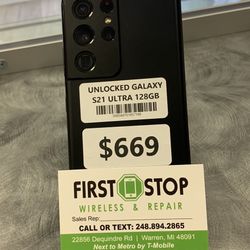 UNLOCKED GALAXY
S21 ULTRA 128GB
$669
FIRST STOP
WIRELESS & REPAIR
Sales Rep:
CALL OR TEXT: 248.894.2865
22856 Dequindre Rd | Warren, MI 48091
Next to Metro by T-Mobile